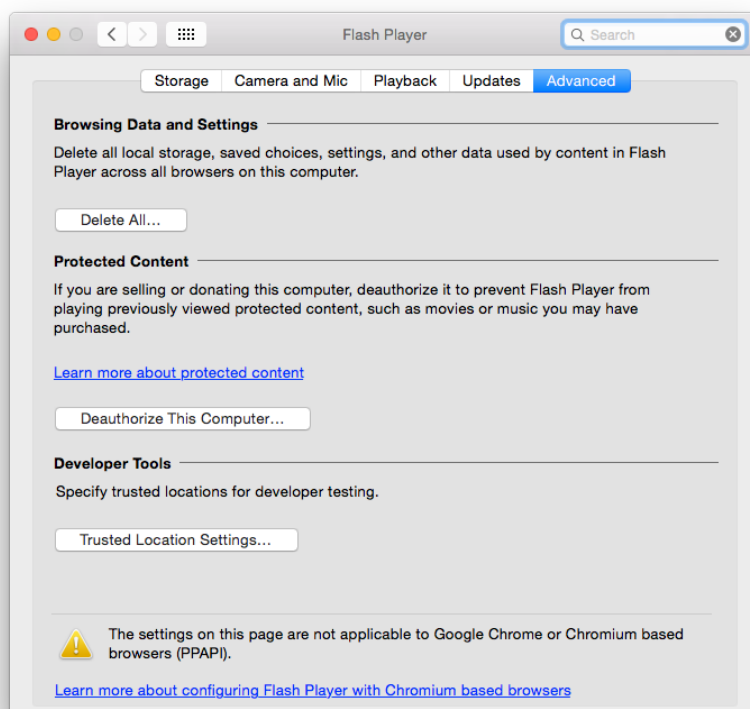 Flash Player
Search
Storage Camera and Mic Playback Updates Advanced
Browsing Data and Settings
Delete all local storage, saved choices, settings, and other data used by content in Flash
Player across all browsers on this computer.
Delete All...
Protected Content
If you are selling or donating this computer, deauthorize it to prevent Flash Player from
playing previously viewed protected content, such as movies or music you may have
purchased.
Learn more about protected content
Deauthorize This Computer...
Developer Tools
Specify trusted locations for developer testing.
Trusted Location Settings...
The settings on this page are not applicable to Google Chrome or Chromium based
browsers (PPAPI).
Learn more about configuring Flash Player with Chromium based browsers